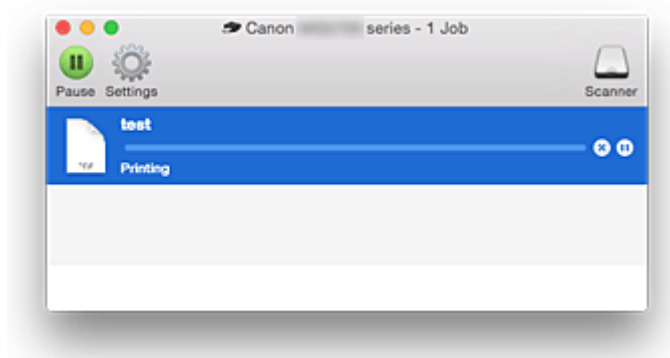 Canon series - 1 Job
Pause Settings Scanner
test
Printing